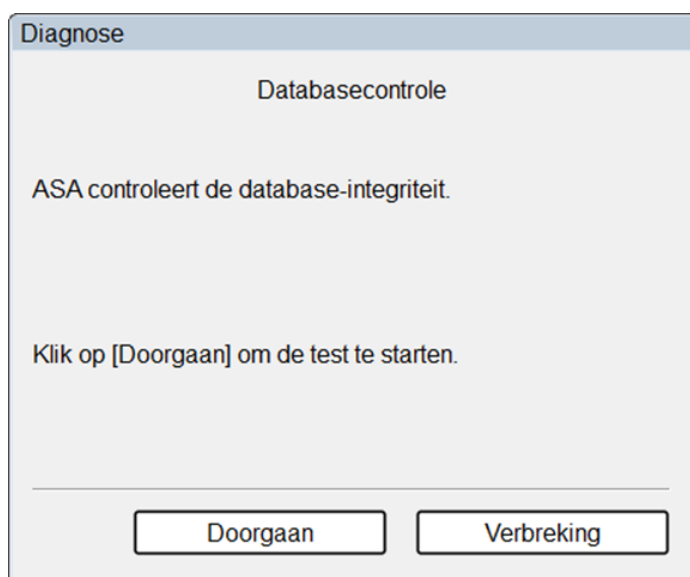 Diagnose
Databasecontrole
ASA controleert de database-integriteit.
Klik op [Doorgaan] om de test te starten.
Doorgaan
Verbreking